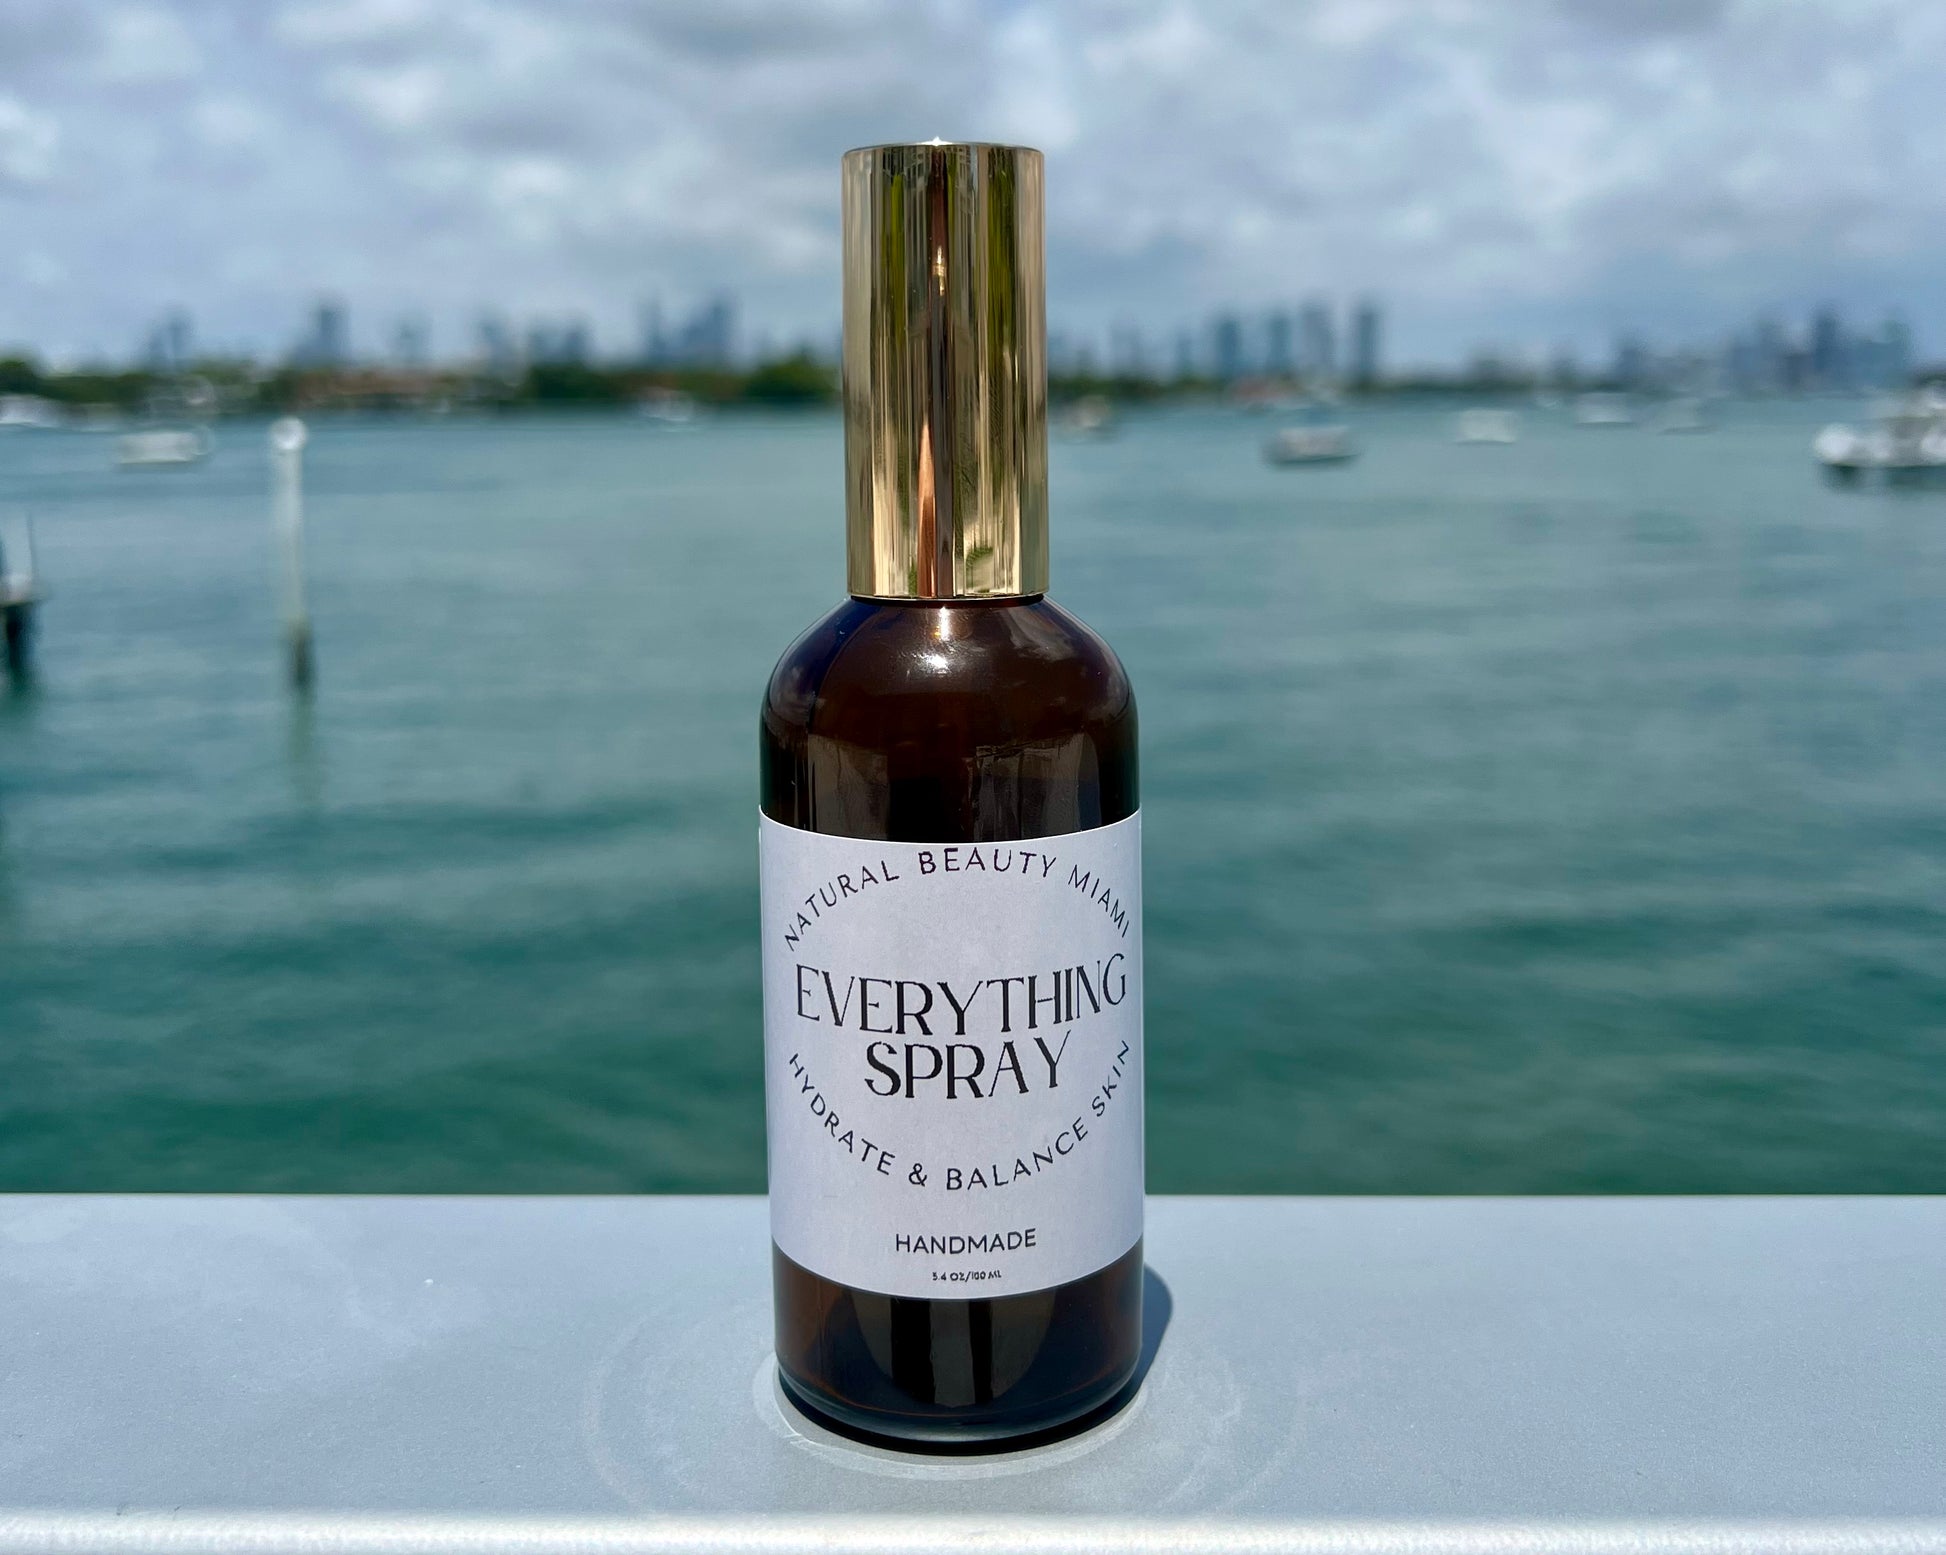 NATURAL BEAUTY MIAMI
EVERYTHING
SPRAY
HYDRATE & BALANCE SKIN
HANDMADE
3.4 OZ/100 ML